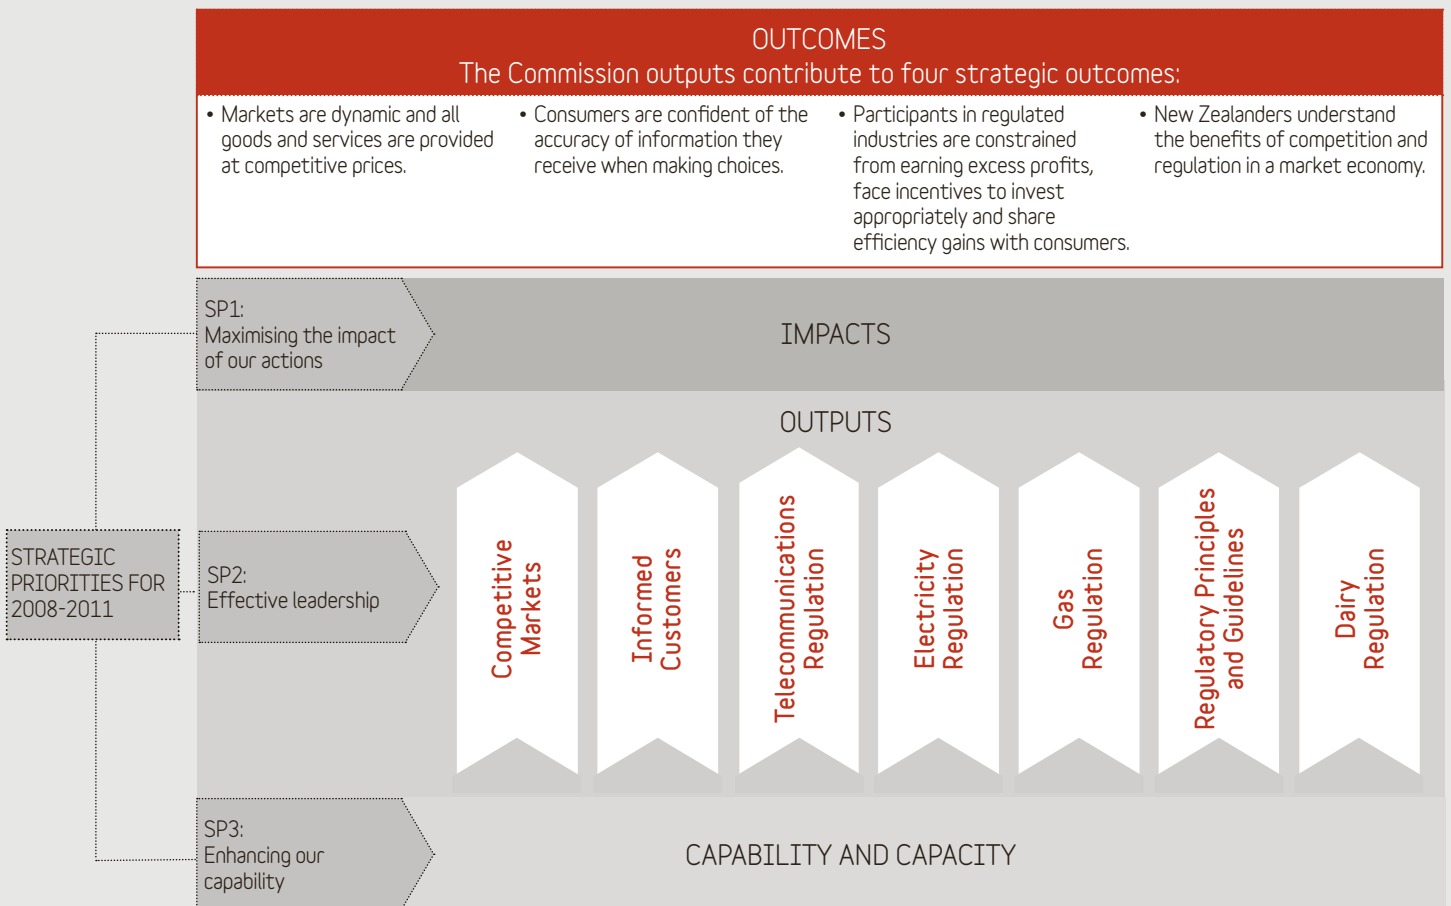 OUTCOMES
The Commission outputs contribute to four strategic outcomes:
• Markets are dynamic and all
goods and services are provided
at competitive prices.
• Consumers are confident of the
accuracy of information they
receive when making choices.
• Participants in regulated
industries are constrained
from earning excess profits,
face incentives to invest
appropriately and share
efficiency gains with consumers.
• New Zealanders understand
the benefits of competition and
regulation in a market economy.
SP1:
Maximising the impact
of our actions
IMPACTS
OUTPUTS
STRATEGIC
PRIORITIES FOR
2008-2011
SP2:
Effective leadership
Competitive
Markets
Informed
Customers
Telecommunications
Regulation
Electricity
Regulation
Gas
Regulation
Regulatory Principles
and Guidelines
Dairy
Regulation
SP3:
Enhancing our
capability
CAPABILITY AND CAPACITY